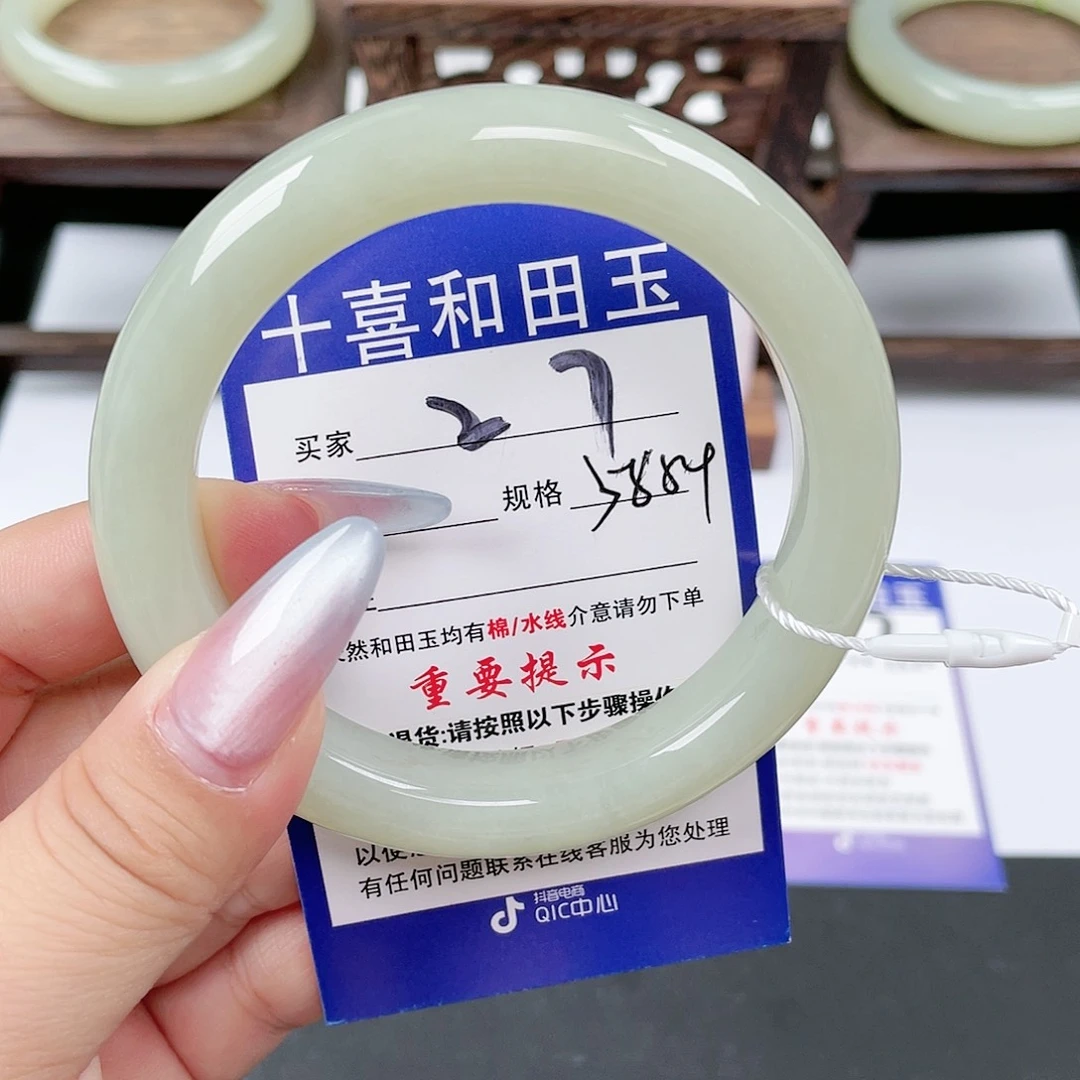 十喜和田玉
买家 27
规格 5884
然和田玉均有棉/水线介意请勿下单
重要提示
退货:请按照以下步骤操作
有任何问题联系在线客服为您处理
抖音电商
QIC中心